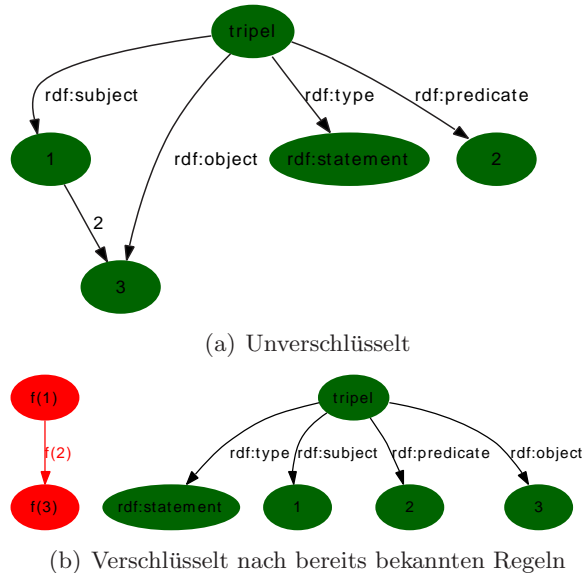 tripel
rdf:subject
rdf:type
rdf:predicate
1
rdf:object
rdf:statement
2
2
3
(a) Unverschlüsselt
f(1)
tripel
f(2)
rdf:type
rdf:subject
rdf:predicate
rdf:object
f(3)
rdf:statement
1
2
3
(b) Verschlüsselt nach bereits bekannten Regeln